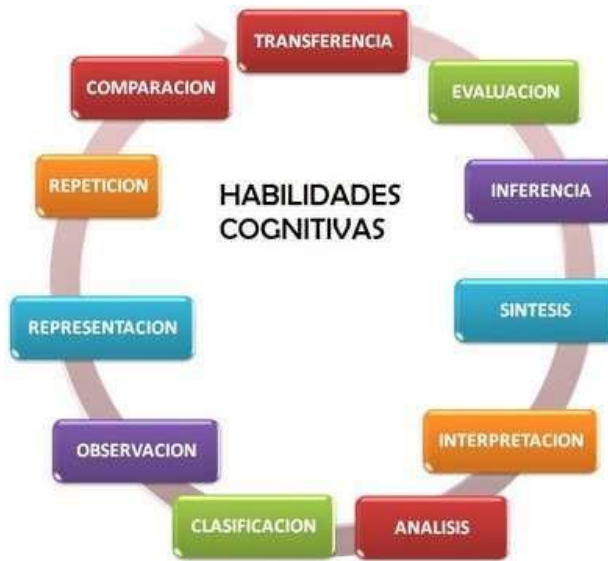 TRANSFERENCIA
EVALUACION
INFERENCIA
SINTESIS
INTERPRETACION
ANALISIS
CLASIFICACION
OBSERVACION
REPRESENTACION
REPETICION
COMPARACION
HABILIDADES
COGNITIVAS